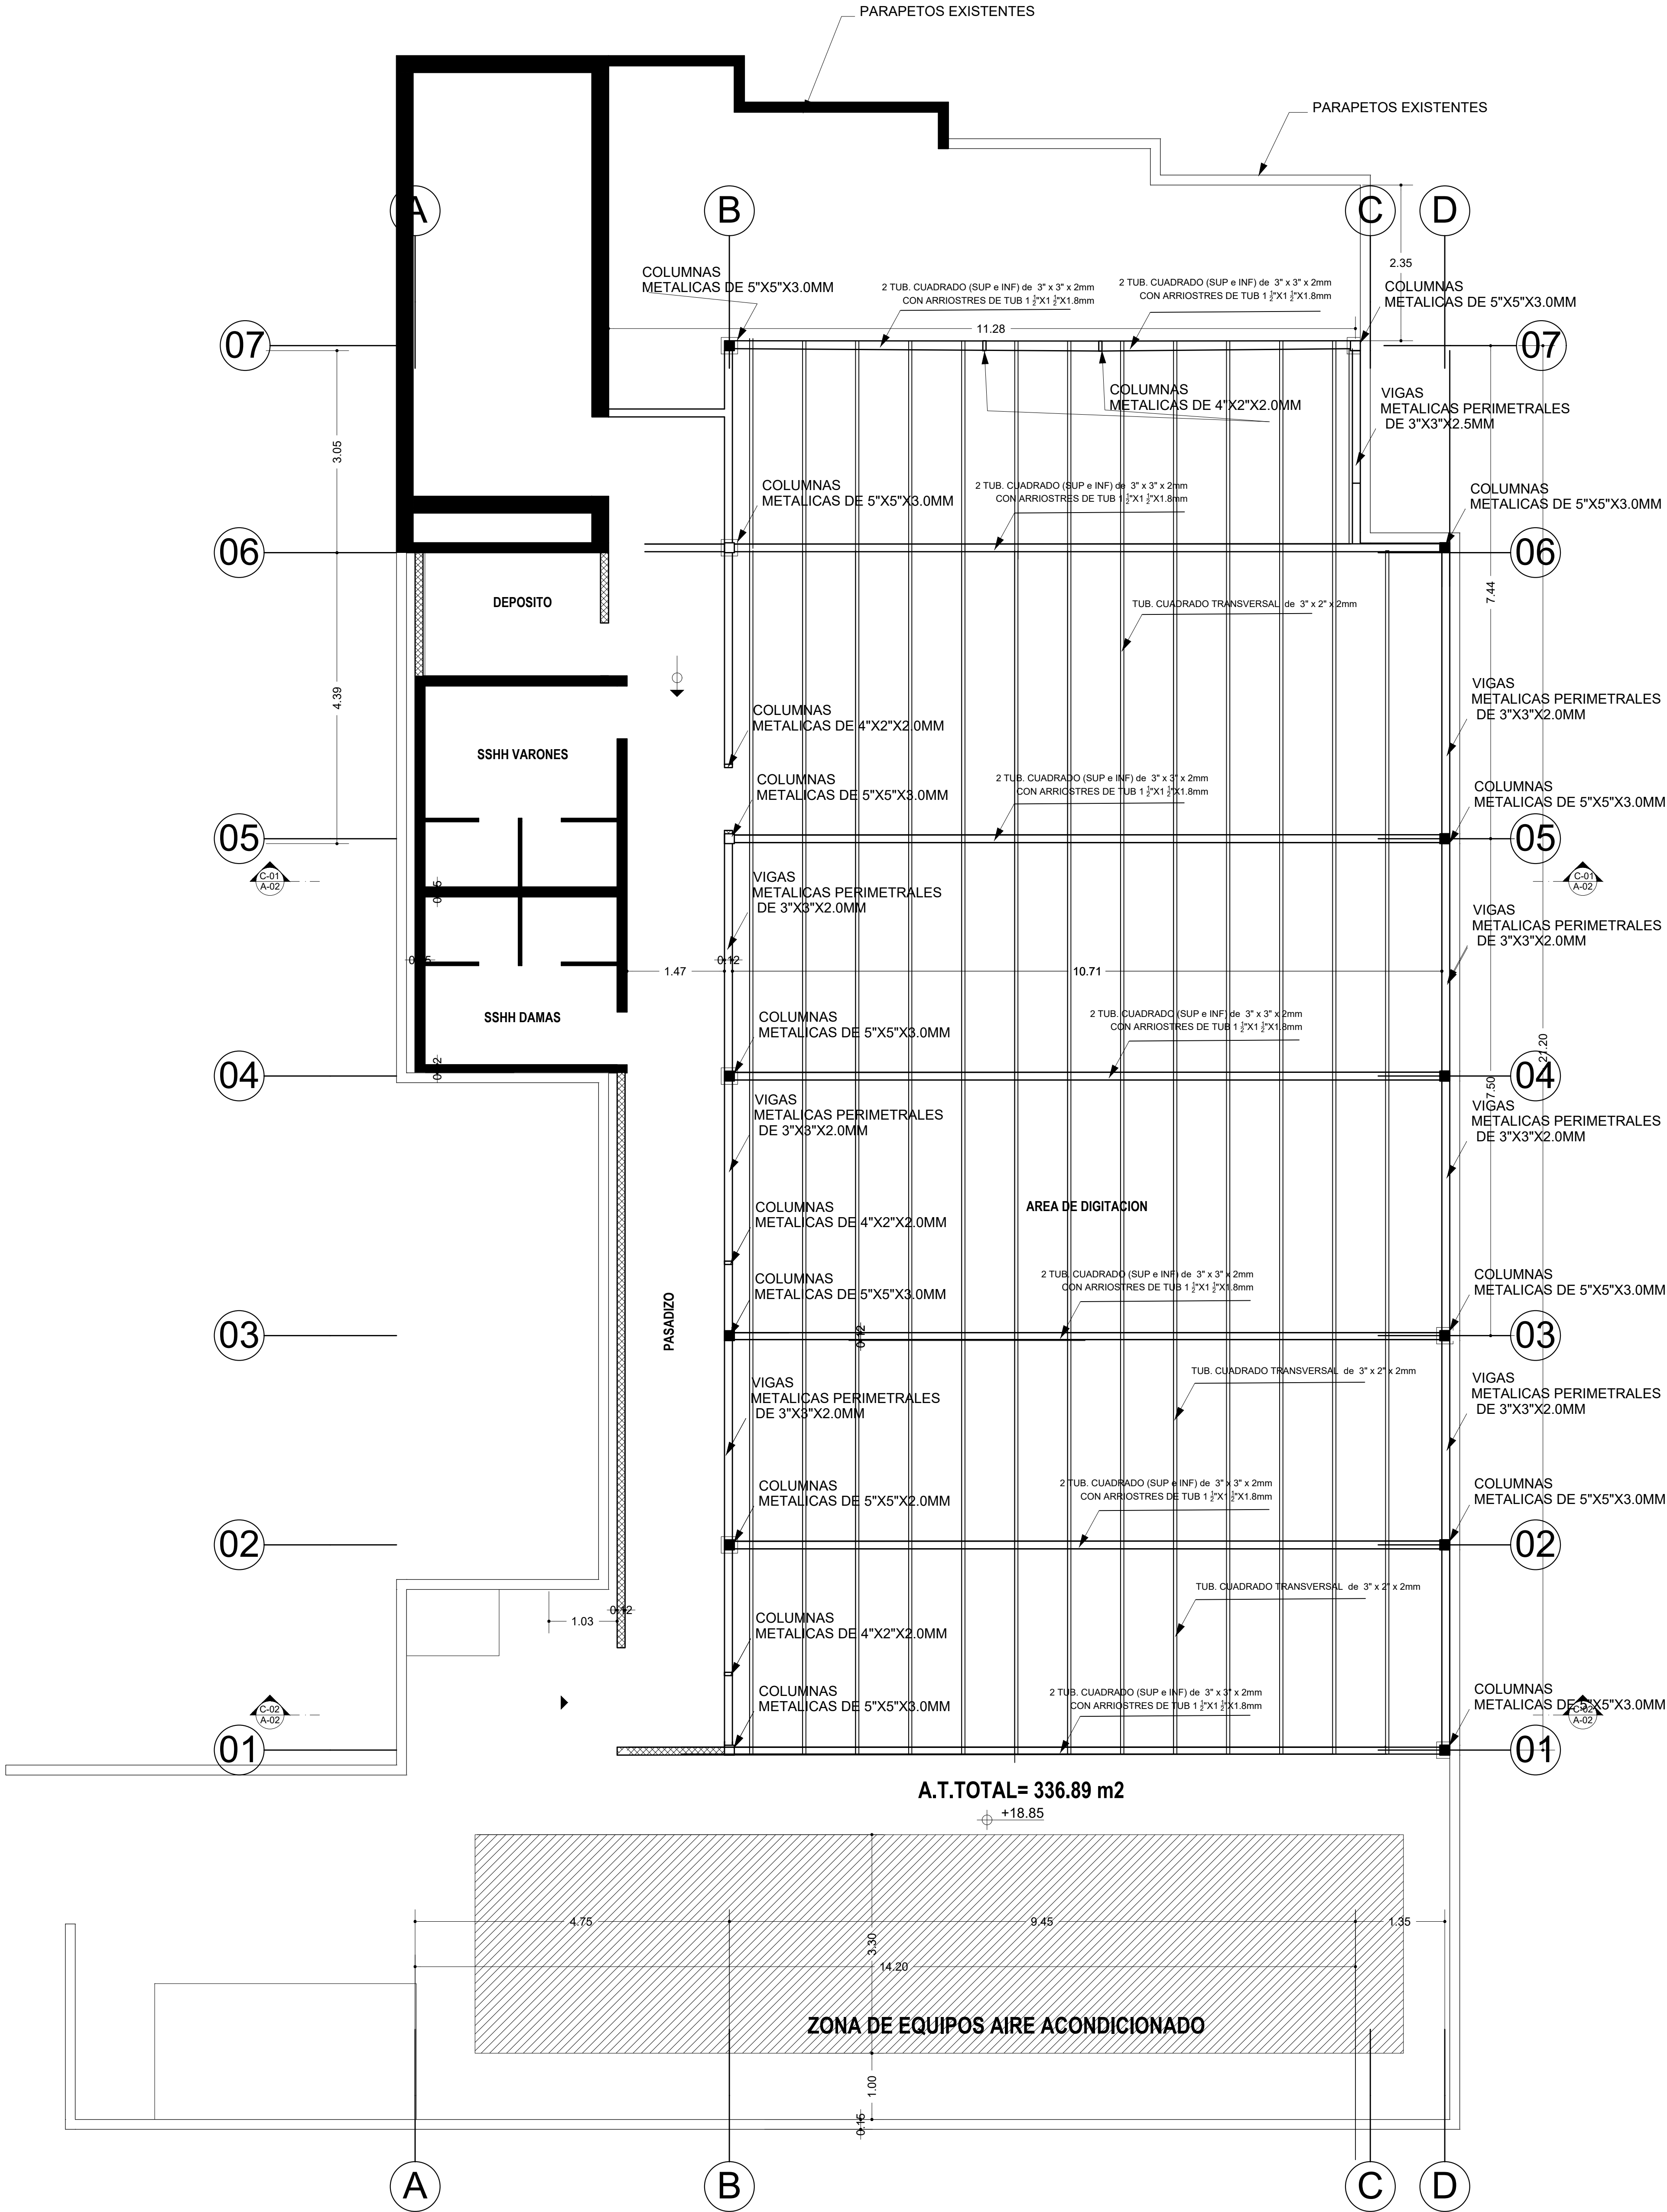 PARAPETOS EXISTENTES
PARAPETOS EXISTENTES
A
B
C
D
2.35
COLUMNAS
METALICAS DE 5"X5"X3.0MM
2 TUB. CUADRADO (SUP e INF) de 3" x 3" x 2mm
CON ARRIOSTRES DE TUB 1 ½"X1 ½"X1.8mm
2 TUB. CUADRADO (SUP e INF) de 3" x 3" x 2mm
CON ARRIOSTRES DE TUB 1 ½"X1 ½"X1.8mm
COLUMNAS
METALICAS DE 5"X5"X3.0MM
11.28
07
07
COLUMNAS
METALICAS DE 4"X2"X2.0MM
VIGAS
METALICAS PERIMETRALES
DE 3"X3"X2.5MM
3.05
COLUMNAS
METALICAS DE 5"X5"X3.0MM
2 TUB. CUADRADO (SUP e INF) de 3" x 3" x 2mm
CON ARRIOSTRES DE TUB 1 ½"X1 ½"X1.8mm
COLUMNAS
METALICAS DE 5"X5"X3.0MM
06
06
DEPOSITO
TUB. CUADRADO TRANSVERSAL de 3" x 2" x 2mm
7.44
4.39
COLUMNAS
METALICAS DE 4"X2"X2.0MM
VIGAS
METALICAS PERIMETRALES
DE 3"X3"X2.0MM
SSHH VARONES
COLUMNAS
METALICAS DE 5"X5"X3.0MM
2 TUB. CUADRADO (SUP e INF) de 3" x 3" x 2mm
CON ARRIOSTRES DE TUB 1 ½"X1 ½"X1.8mm
COLUMNAS
METALICAS DE 5"X5"X3.0MM
05
05
C-01
A-02
C-01
A-02
0.15
VIGAS
METALICAS PERIMETRALES
DE 3"X3"X2.0MM
VIGAS
METALICAS PERIMETRALES
DE 3"X3"X2.0MM
0.15
1.47
0.12
10.71
SSHH DAMAS
COLUMNAS
METALICAS DE 5"X5"X3.0MM
2 TUB. CUADRADO (SUP e INF) de 3" x 3" x 2mm
CON ARRIOSTRES DE TUB 1 ½"X1 ½"X1.8mm
21.20
0.12
04
04
7.50
VIGAS
METALICAS PERIMETRALES
DE 3"X3"X2.0MM
VIGAS
METALICAS PERIMETRALES
DE 3"X3"X2.0MM
COLUMNAS
METALICAS DE 4"X2"X2.0MM
AREA DE DIGITACION
COLUMNAS
METALICAS DE 5"X5"X3.0MM
2 TUB. CUADRADO (SUP e INF) de 3" x 3" x 2mm
CON ARRIOSTRES DE TUB 1 ½"X1 ½"X1.8mm
COLUMNAS
METALICAS DE 5"X5"X3.0MM
PASADIZO
0.12
03
03
VIGAS
METALICAS PERIMETRALES
DE 3"X3"X2.0MM
TUB. CUADRADO TRANSVERSAL de 3" x 2" x 2mm
VIGAS
METALICAS PERIMETRALES
DE 3"X3"X2.0MM
COLUMNAS
METALICAS DE 5"X5"X2.0MM
2 TUB. CUADRADO (SUP e INF) de 3" x 3" x 2mm
CON ARRIOSTRES DE TUB 1 ½"X1 ½"X1.8mm
COLUMNAS
METALICAS DE 5"X5"X3.0MM
02
02
TUB. CUADRADO TRANSVERSAL de 3" x 2" x 2mm
1.03
0.12
COLUMNAS
METALICAS DE 4"X2"X2.0MM
COLUMNAS
METALICAS DE 5"X5"X3.0MM
2 TUB. CUADRADO (SUP e INF) de 3" x 3" x 2mm
CON ARRIOSTRES DE TUB 1 ½"X1 ½"X1.8mm
COLUMNAS
METALICAS DE 5"X5"X3.0MM
C-02
A-02
C-02
A-02
01
01
A.T.TOTAL= 336.89 m2
+18.85
4.75
9.45
1.35
3.30
14.20
ZONA DE EQUIPOS AIRE ACONDICIONADO
1.00
0.15
A
B
C
D